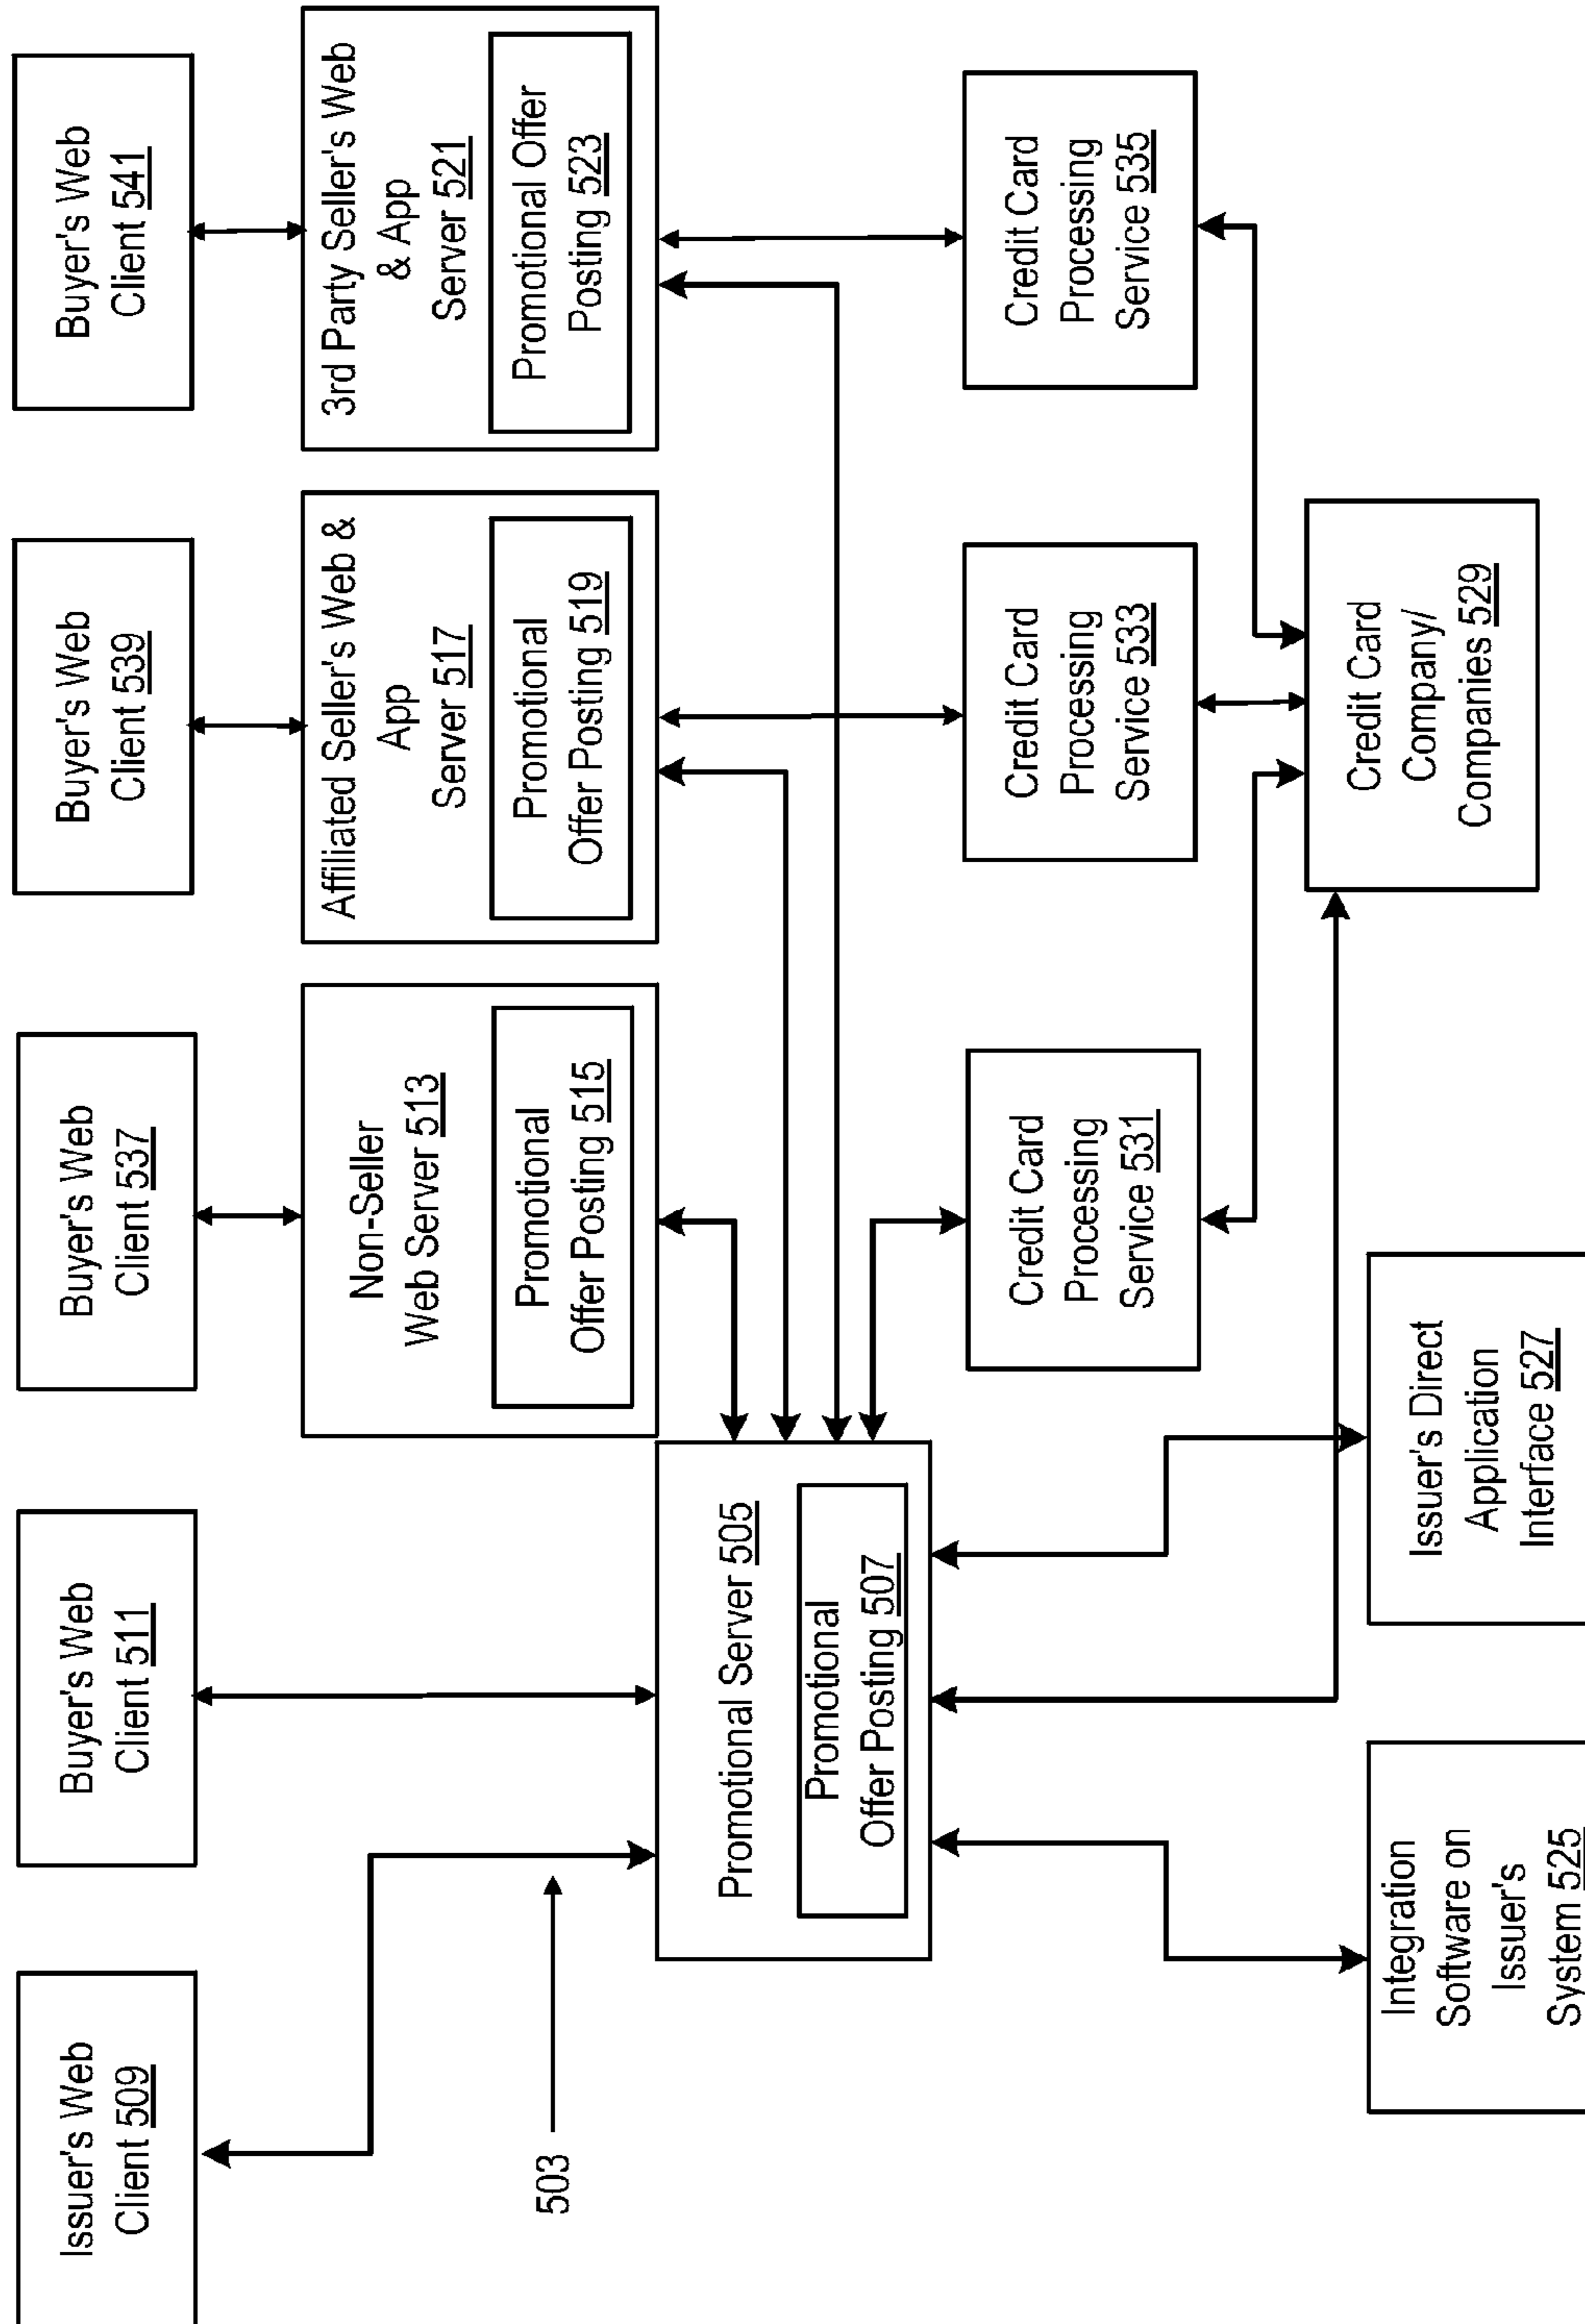 Issuer's Web
Client 509
Buyer's Web
Client 511
Buyer's Web
Client 537
Buyer's Web
Client 539
Buyer's Web
Client 541
503
Non-Seller
Web Server 513
Promotional
Offer Posting 515
Affiliated Seller's Web &
App
Server 517
Promotional
Offer Posting 519
3rd Party Seller's Web
& App
Server 521
Promotional Offer
Posting 523
Promotional Server 505
Promotional
Offer Posting 507
Credit Card
Processing
Service 531
Credit Card
Processing
Service 533
Credit Card
Processing
Service 535
Integration
Software on
Issuer's
System 525
Issuer's Direct
Application
Interface 527
Credit Card
Company/
Companies 529